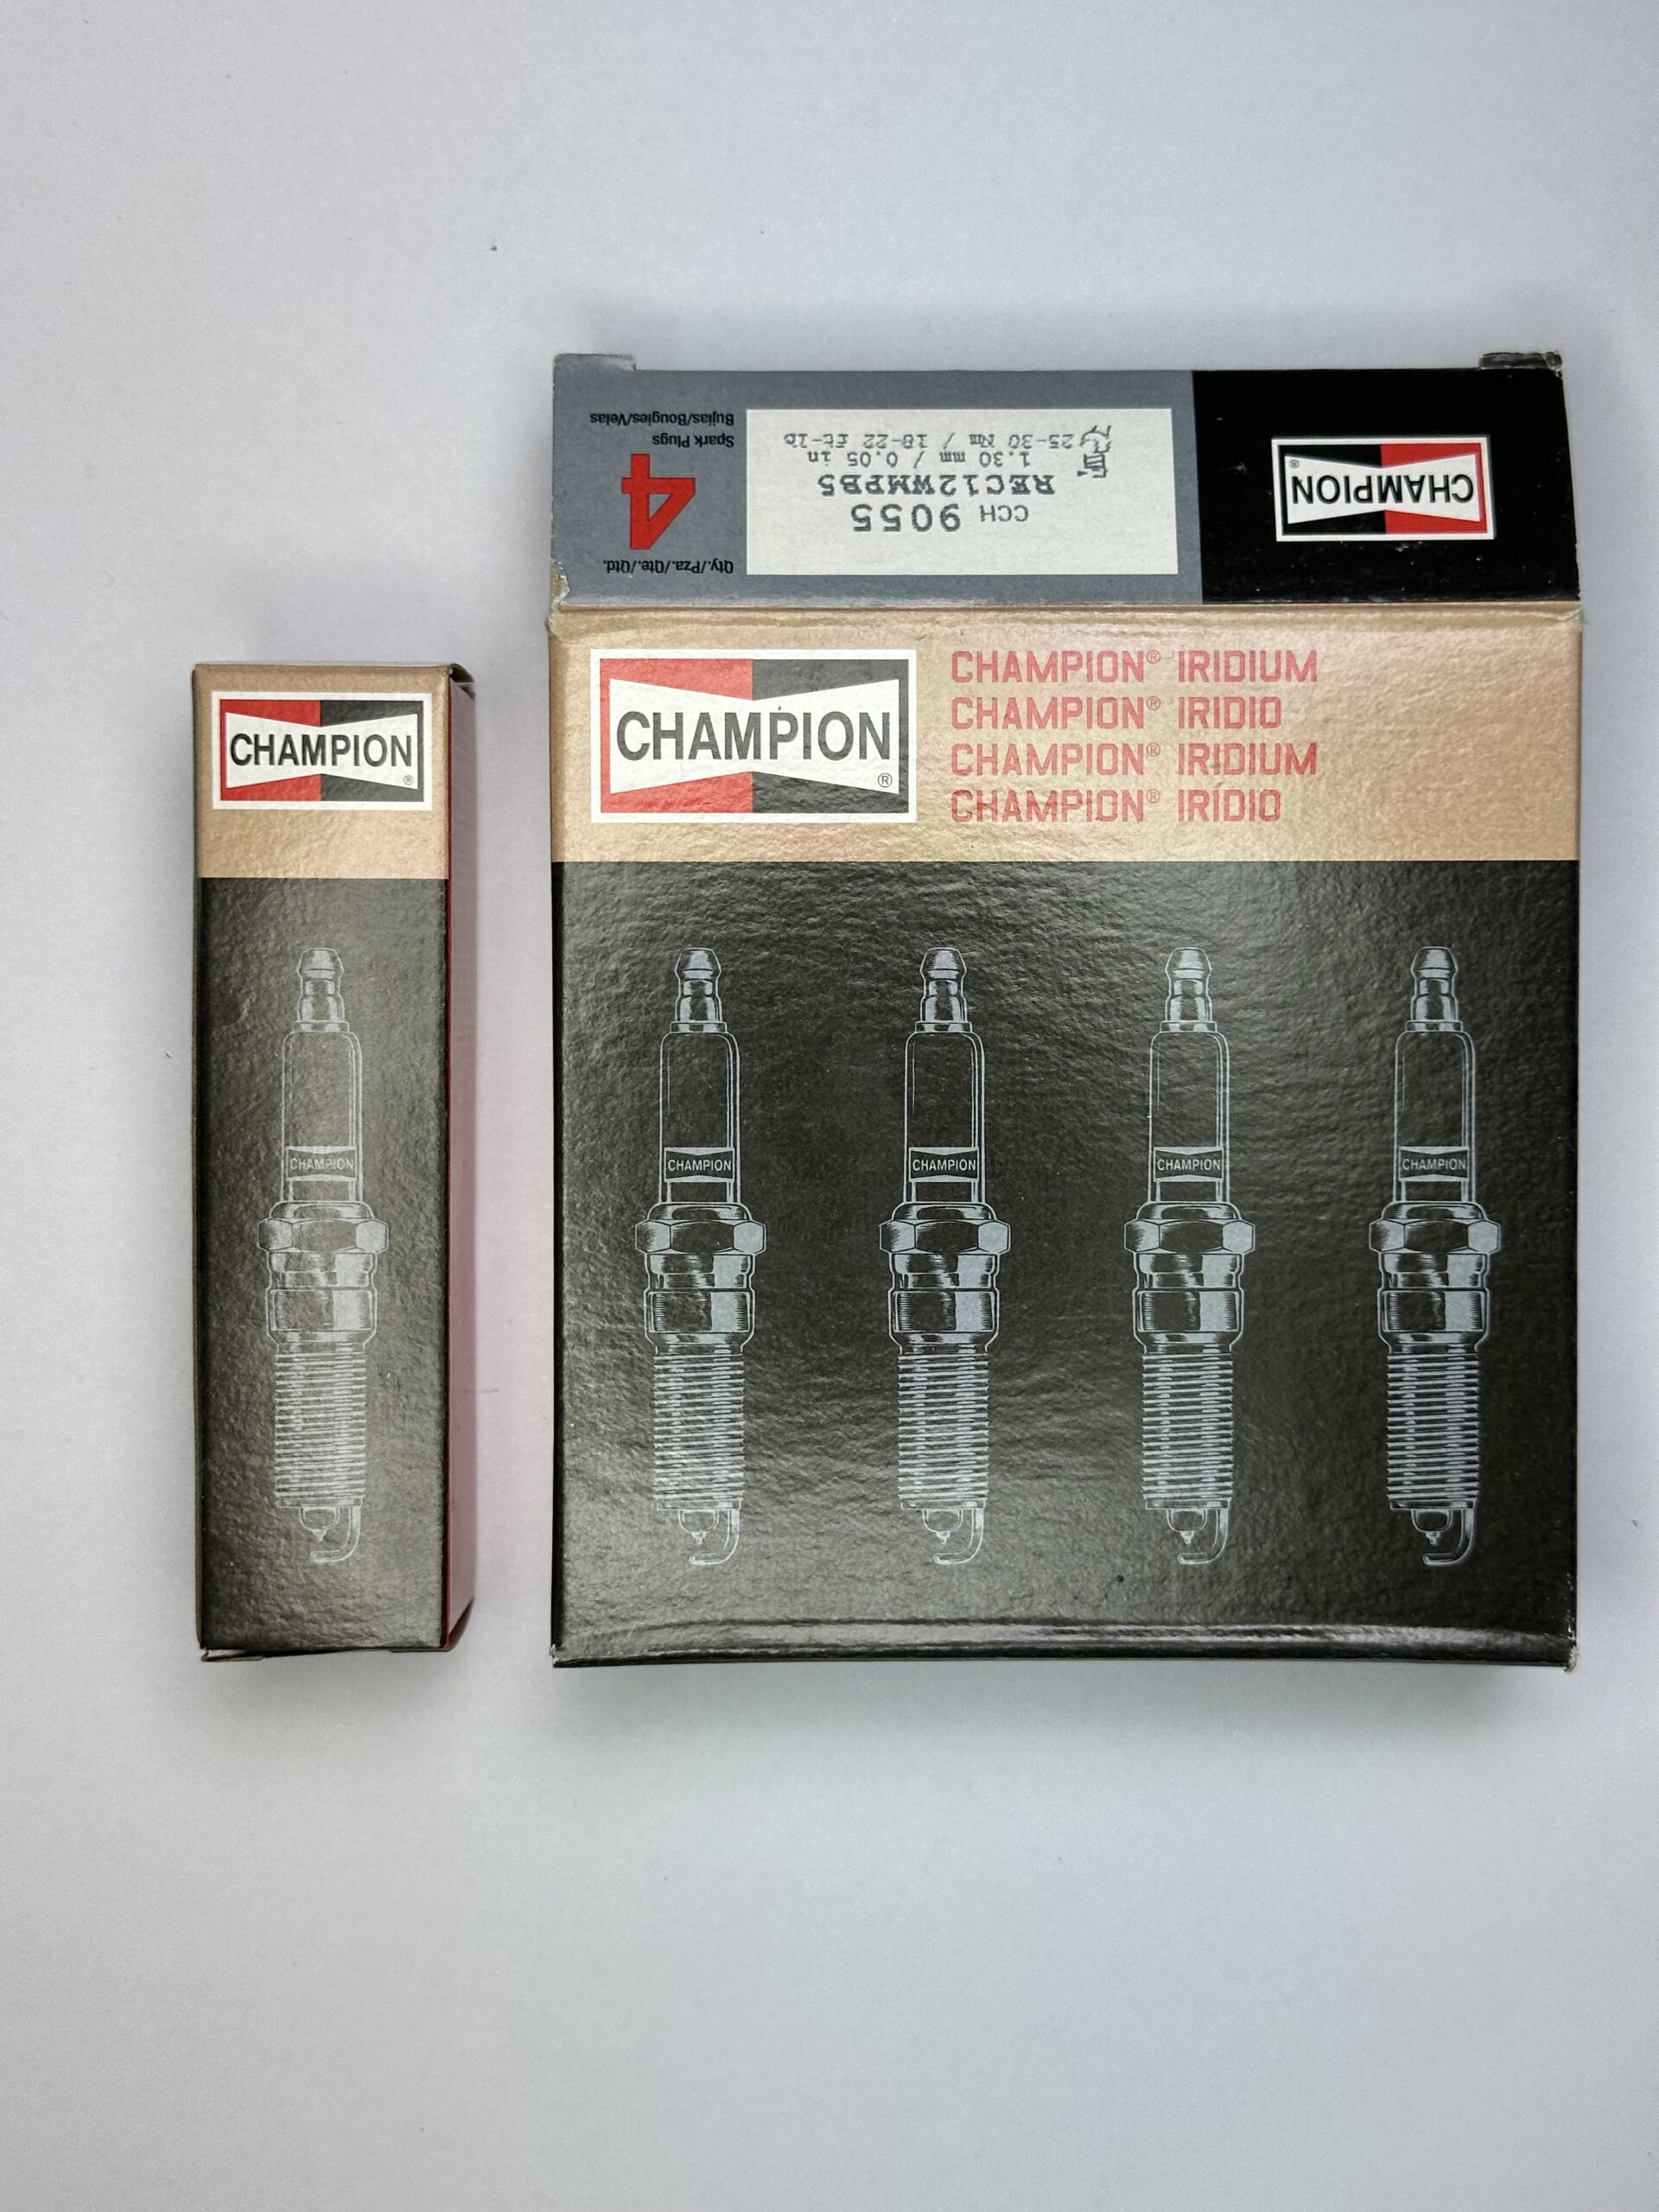 CHAMPION®
CHAMPION
Qty./Pza./Qte./Qtd.
4
Spark Plugs
Bujías/Bougies/Velas
CCH 9055
REC12WMPB5
1.30 mm / 0.05 in
25-30 Nm / 18-22 ft-lb
CHAMPION®
CHAMPION®
CHAMPION® IRIDIUM
CHAMPION® IRIDIO
CHAMPION® IRIDIUM
CHAMPION® IRÍDIO
CHAMPION
CHAMPION
CHAMPION
CHAMPION